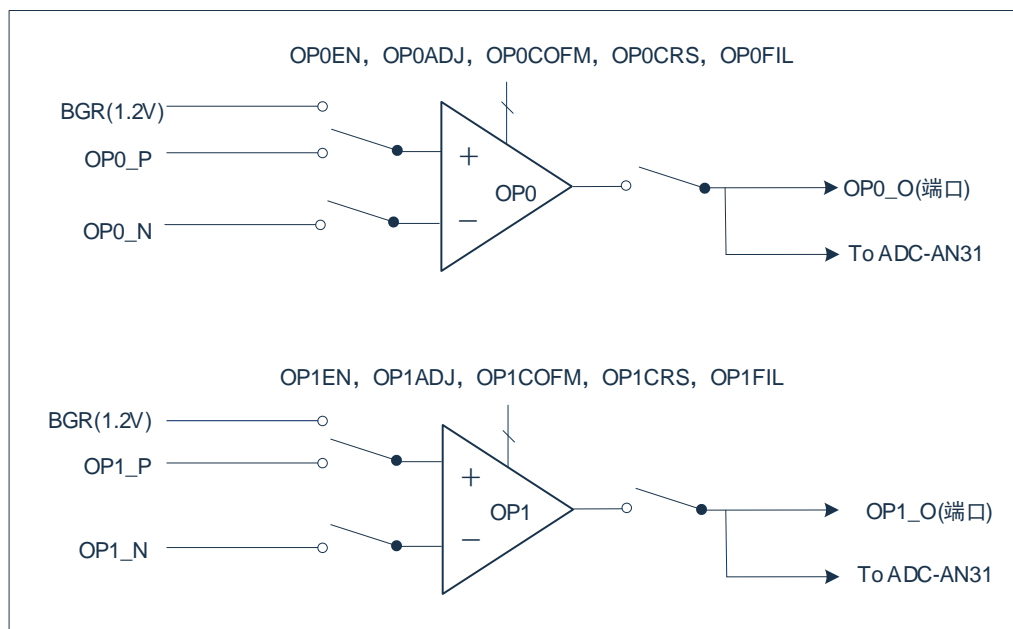 OP0EN，OP0ADJ，OP0COFM，OP0CRS，OP0FIL
BGR(1.2V)
OP0_P
+
OP0
OP0_O(端口)
−
OP0_N
To ADC-AN31
OP1EN，OP1ADJ，OP1COFM，OP1CRS，OP1FIL
BGR(1.2V)
OP1_P
+
OP1
OP1_O(端口)
−
OP1_N
To ADC-AN31